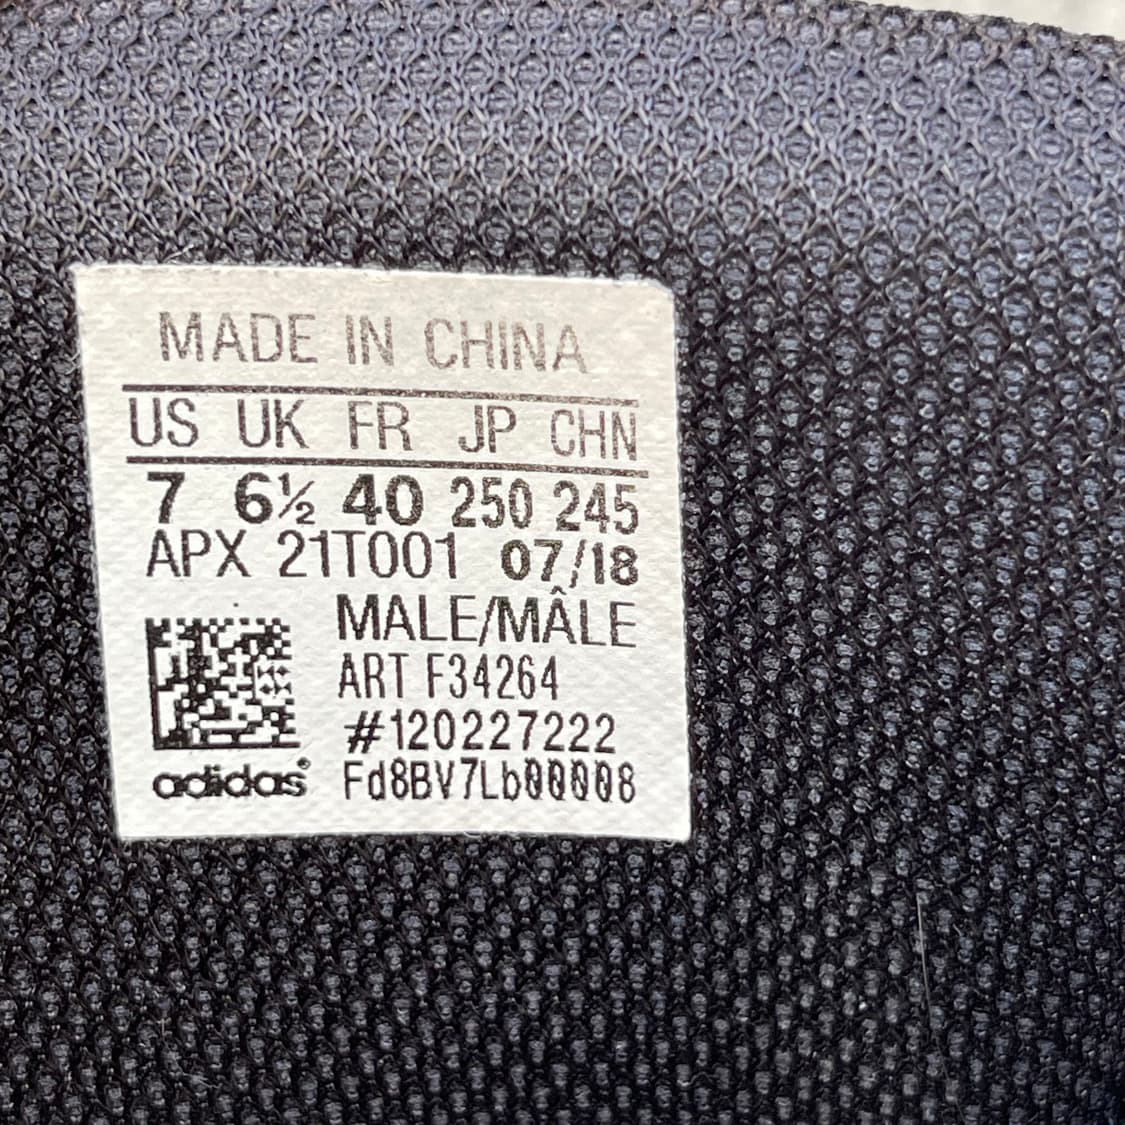 MADE IN CHINA
US UK FR JP CHN
7 6½ 40 250 245
APX 21T001 07/18
MALE/MÂLE
ART F34264
#120227222
adidas® Fd8BV7Lb00008